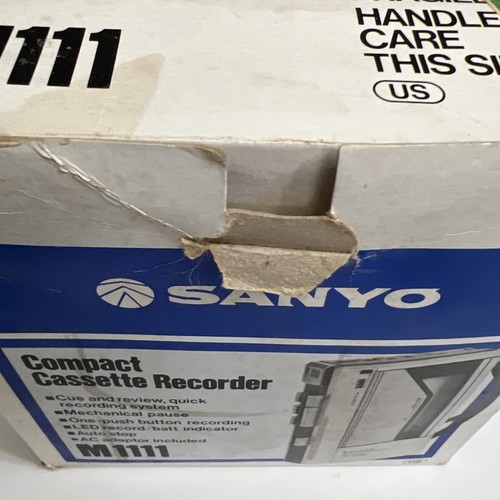 1111
HANDLE
CARE
THIS SI
US
SANYO
Compact
Cassette Recorder
■Cue and review, quick
recording system
■Mechanical pause
■One-push button recording
■LED record/batt indicator
■Auto stop
■AC adaptor included
M1111